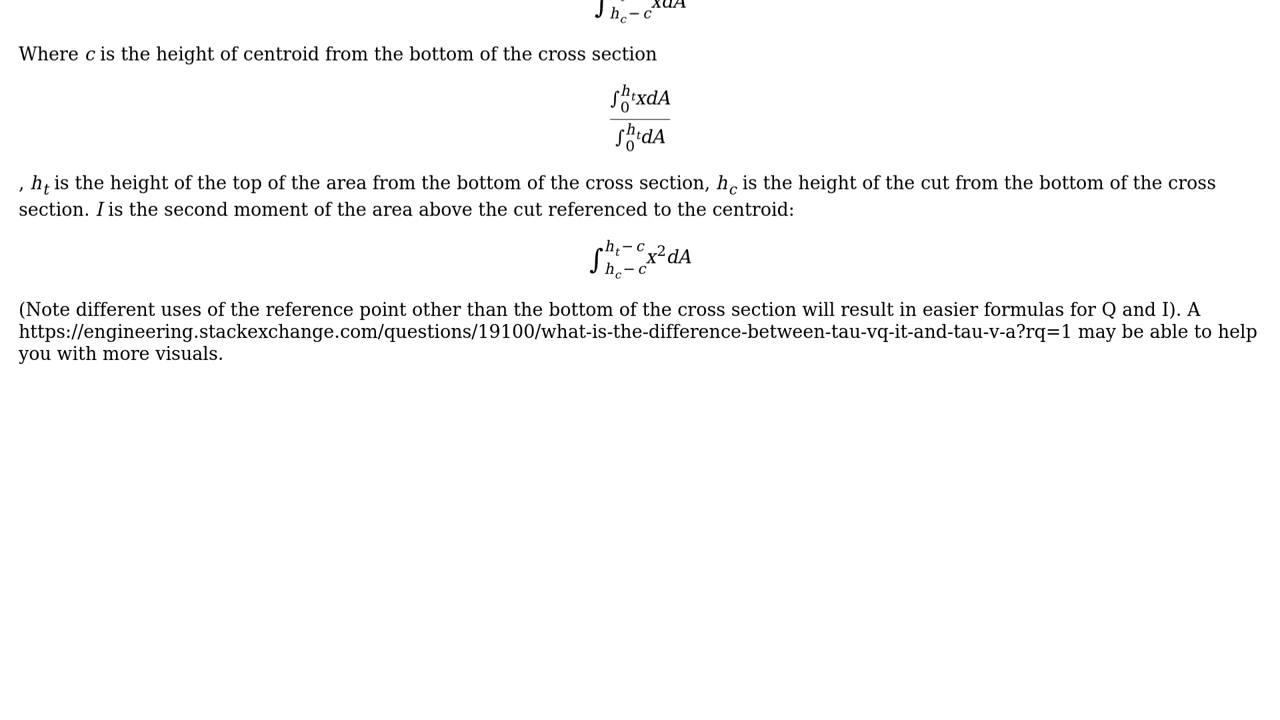 ∫_{h_c − c} xdA
Where c is the height of centroid from the bottom of the cross section
∫_0^{h_t} xdA
∫_0^{h_t} dA
, h_t is the height of the top of the area from the bottom of the cross section, h_c is the height of the cut from the bottom of the cross
section. I is the second moment of the area above the cut referenced to the centroid:
∫_{h_c − c}^{h_t − c} x² dA
(Note different uses of the reference point other than the bottom of the cross section will result in easier formulas for Q and I). A
https://engineering.stackexchange.com/questions/19100/what-is-the-difference-between-tau-vq-it-and-tau-v-a?rq=1 may be able to help
you with more visuals.